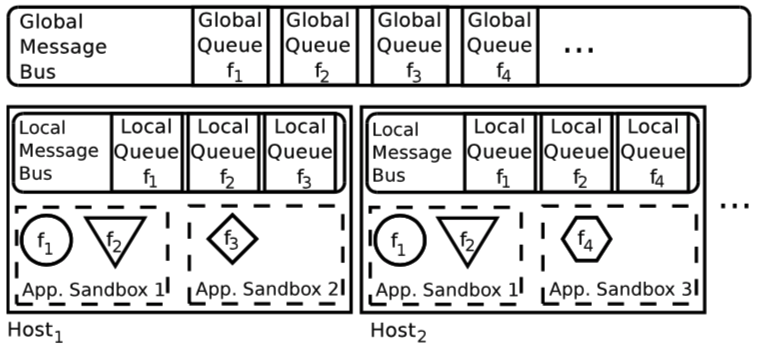 Global
Message
Bus
Global
Queue
f1
Global
Queue
f2
Global
Queue
f3
Global
Queue
f4
...
Local
Message
Bus
Local
Queue
f1
Local
Queue
f2
Local
Queue
f3
Local
Message
Bus
Local
Queue
f1
Local
Queue
f2
Local
Queue
f4
f1
f2
App. Sandbox 1
f3
App. Sandbox 2
f1
f2
App. Sandbox 1
f4
App. Sandbox 3
...
Host1
Host2